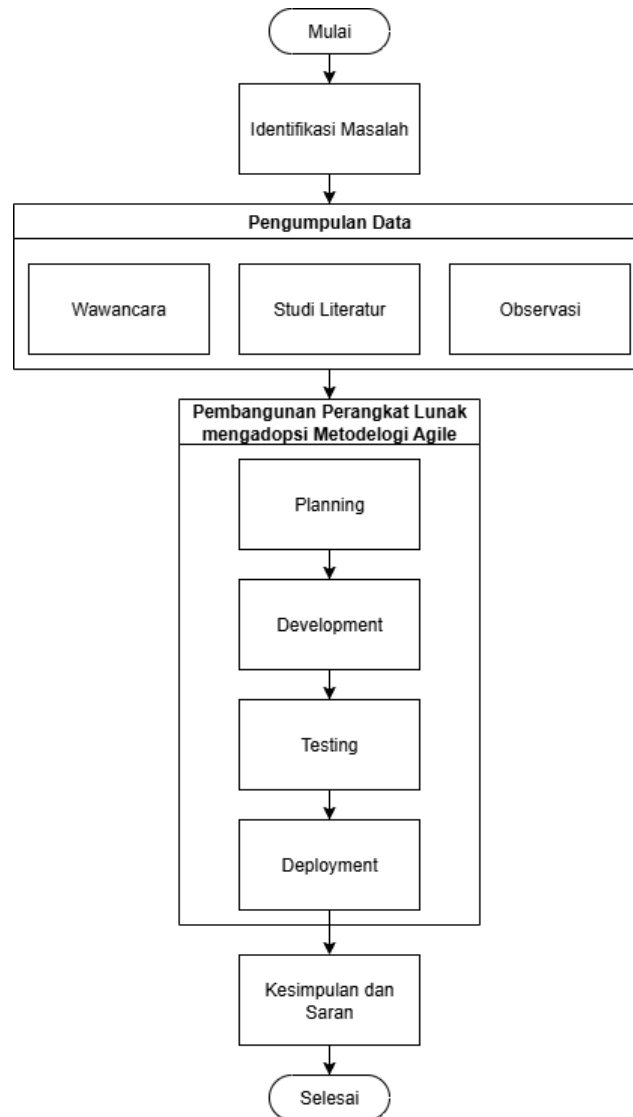 Mulai
Identifikasi Masalah
Pengumpulan Data
Wawancara
Studi Literatur
Observasi
Pembangunan Perangkat Lunak
mengadopsi Metodelogi Agile
Planning
Development
Testing
Deployment
Kesimpulan dan
Saran
Selesai